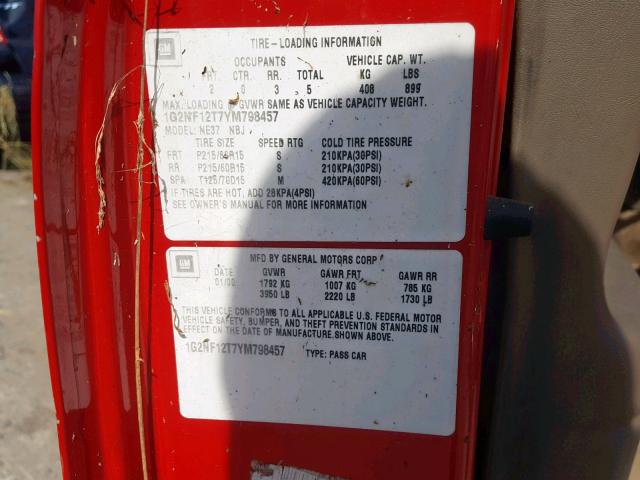 GM TIRE-LOADING INFORMATION
OCCUPANTS VEHICLE CAP. WT.
FRT CTR. RR. TOTAL KG LBS
2 0 3 5 408 899
MAX. LOADING @ GVWR SAME AS VEHICLE CAPACITY WEIGHT.
1G2NF12T7YM798457
MODEL: NE37 NBJ
TIRE SIZE SPEED RTG COLD TIRE PRESSURE
FRT P215/60R15 S 210KPA(30PSI)
RR P215/60R15 S 210KPA(30PSI)
SPA T125/70D15 M 420KPA(60PSI)
IF TIRES ARE HOT, ADD 28KPA(4PSI)
SEE OWNER'S MANUAL FOR MORE INFORMATION.
GM MFD BY GENERAL MOTORS CORP
DATE GVWR GAWR FRT GAWR RR
01/00 1792 KG 1007 KG 785 KG
3950 LB 2220 LB 1730 LB
THIS VEHICLE CONFORMS TO ALL APPLICABLE U.S. FEDERAL MOTOR
VEHICLE SAFETY, BUMPER, AND THEFT PREVENTION STANDARDS IN
EFFECT ON THE DATE OF MANUFACTURE SHOWN ABOVE.
1G2NF12T7YM798457 TYPE: PASS CAR